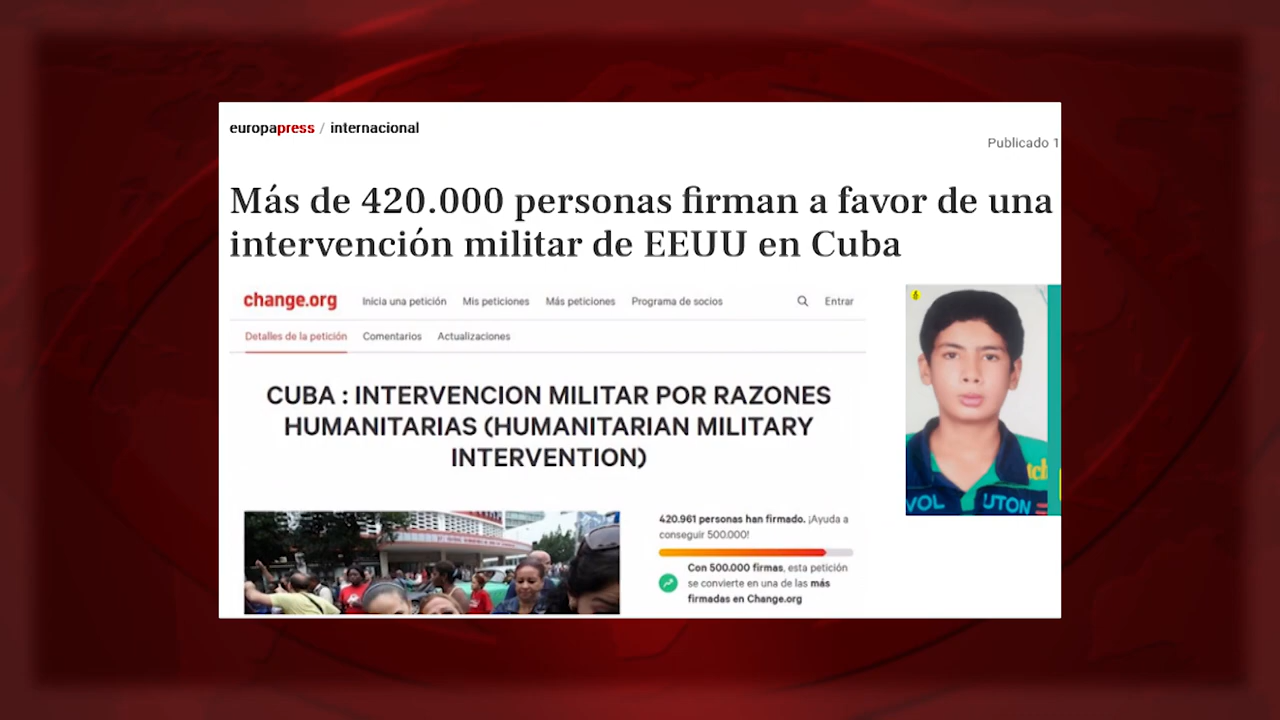 europapress / internacional
Publicado 1
Más de 420.000 personas firman a favor de una
intervención militar de EEUU en Cuba
change.org
Inicia una petición Mis peticiones Más peticiones Programa de socios Entrar
Detalles de la petición Comentarios Actualizaciones
CUBA : INTERVENCION MILITAR POR RAZONES
HUMANITARIAS (HUMANITARIAN MILITARY
INTERVENTION)
420.961 personas han firmado. ¡Ayuda a
conseguir 500.000!
Con 500.000 firmas, esta petición
se convierte en una de las más
firmadas en Change.org
VOL UTON